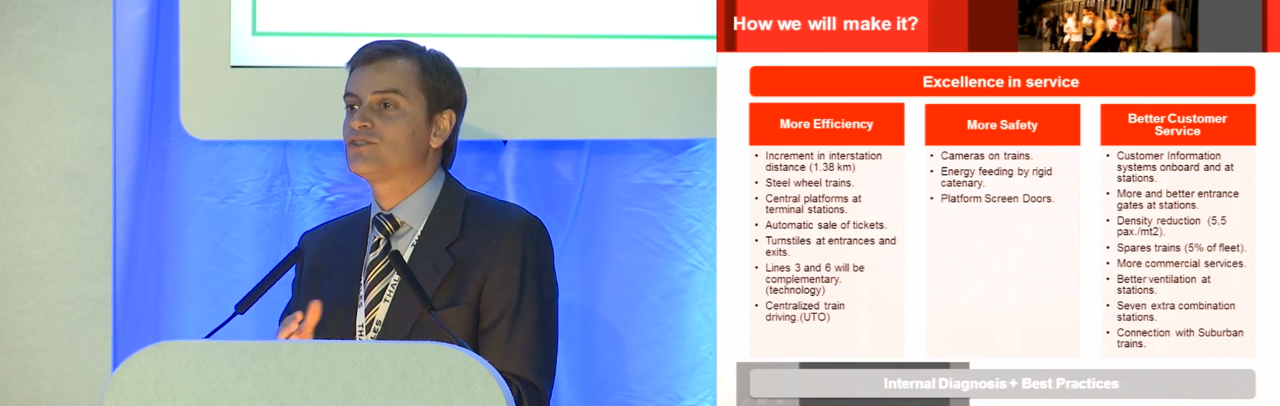 How we will make it?
Excellence in service
More Efficiency
• Increment in interstation
distance (1.38 km)
• Steel wheel trains.
• Central platforms at
terminal stations.
• Automatic sale of tickets.
• Turnstiles at entrances and
exits.
• Lines 3 and 6 will be
complementary.
(technology)
• Centralized train
driving.(UTO)
More Safety
• Cameras on trains.
• Energy feeding by rigid
catenary.
• Platform Screen Doors.
Better Customer
Service
• Customer Information
systems onboard and at
stations.
• More and better entrance
gates at stations.
• Density reduction (5,5
pax./mt2).
• Spares trains (5% of fleet).
• More commercial services.
• Better ventilation at
stations.
• Seven extra combination
stations.
• Connection with Suburban
trains.
Internal Diagnosis + Best Practices
THALES